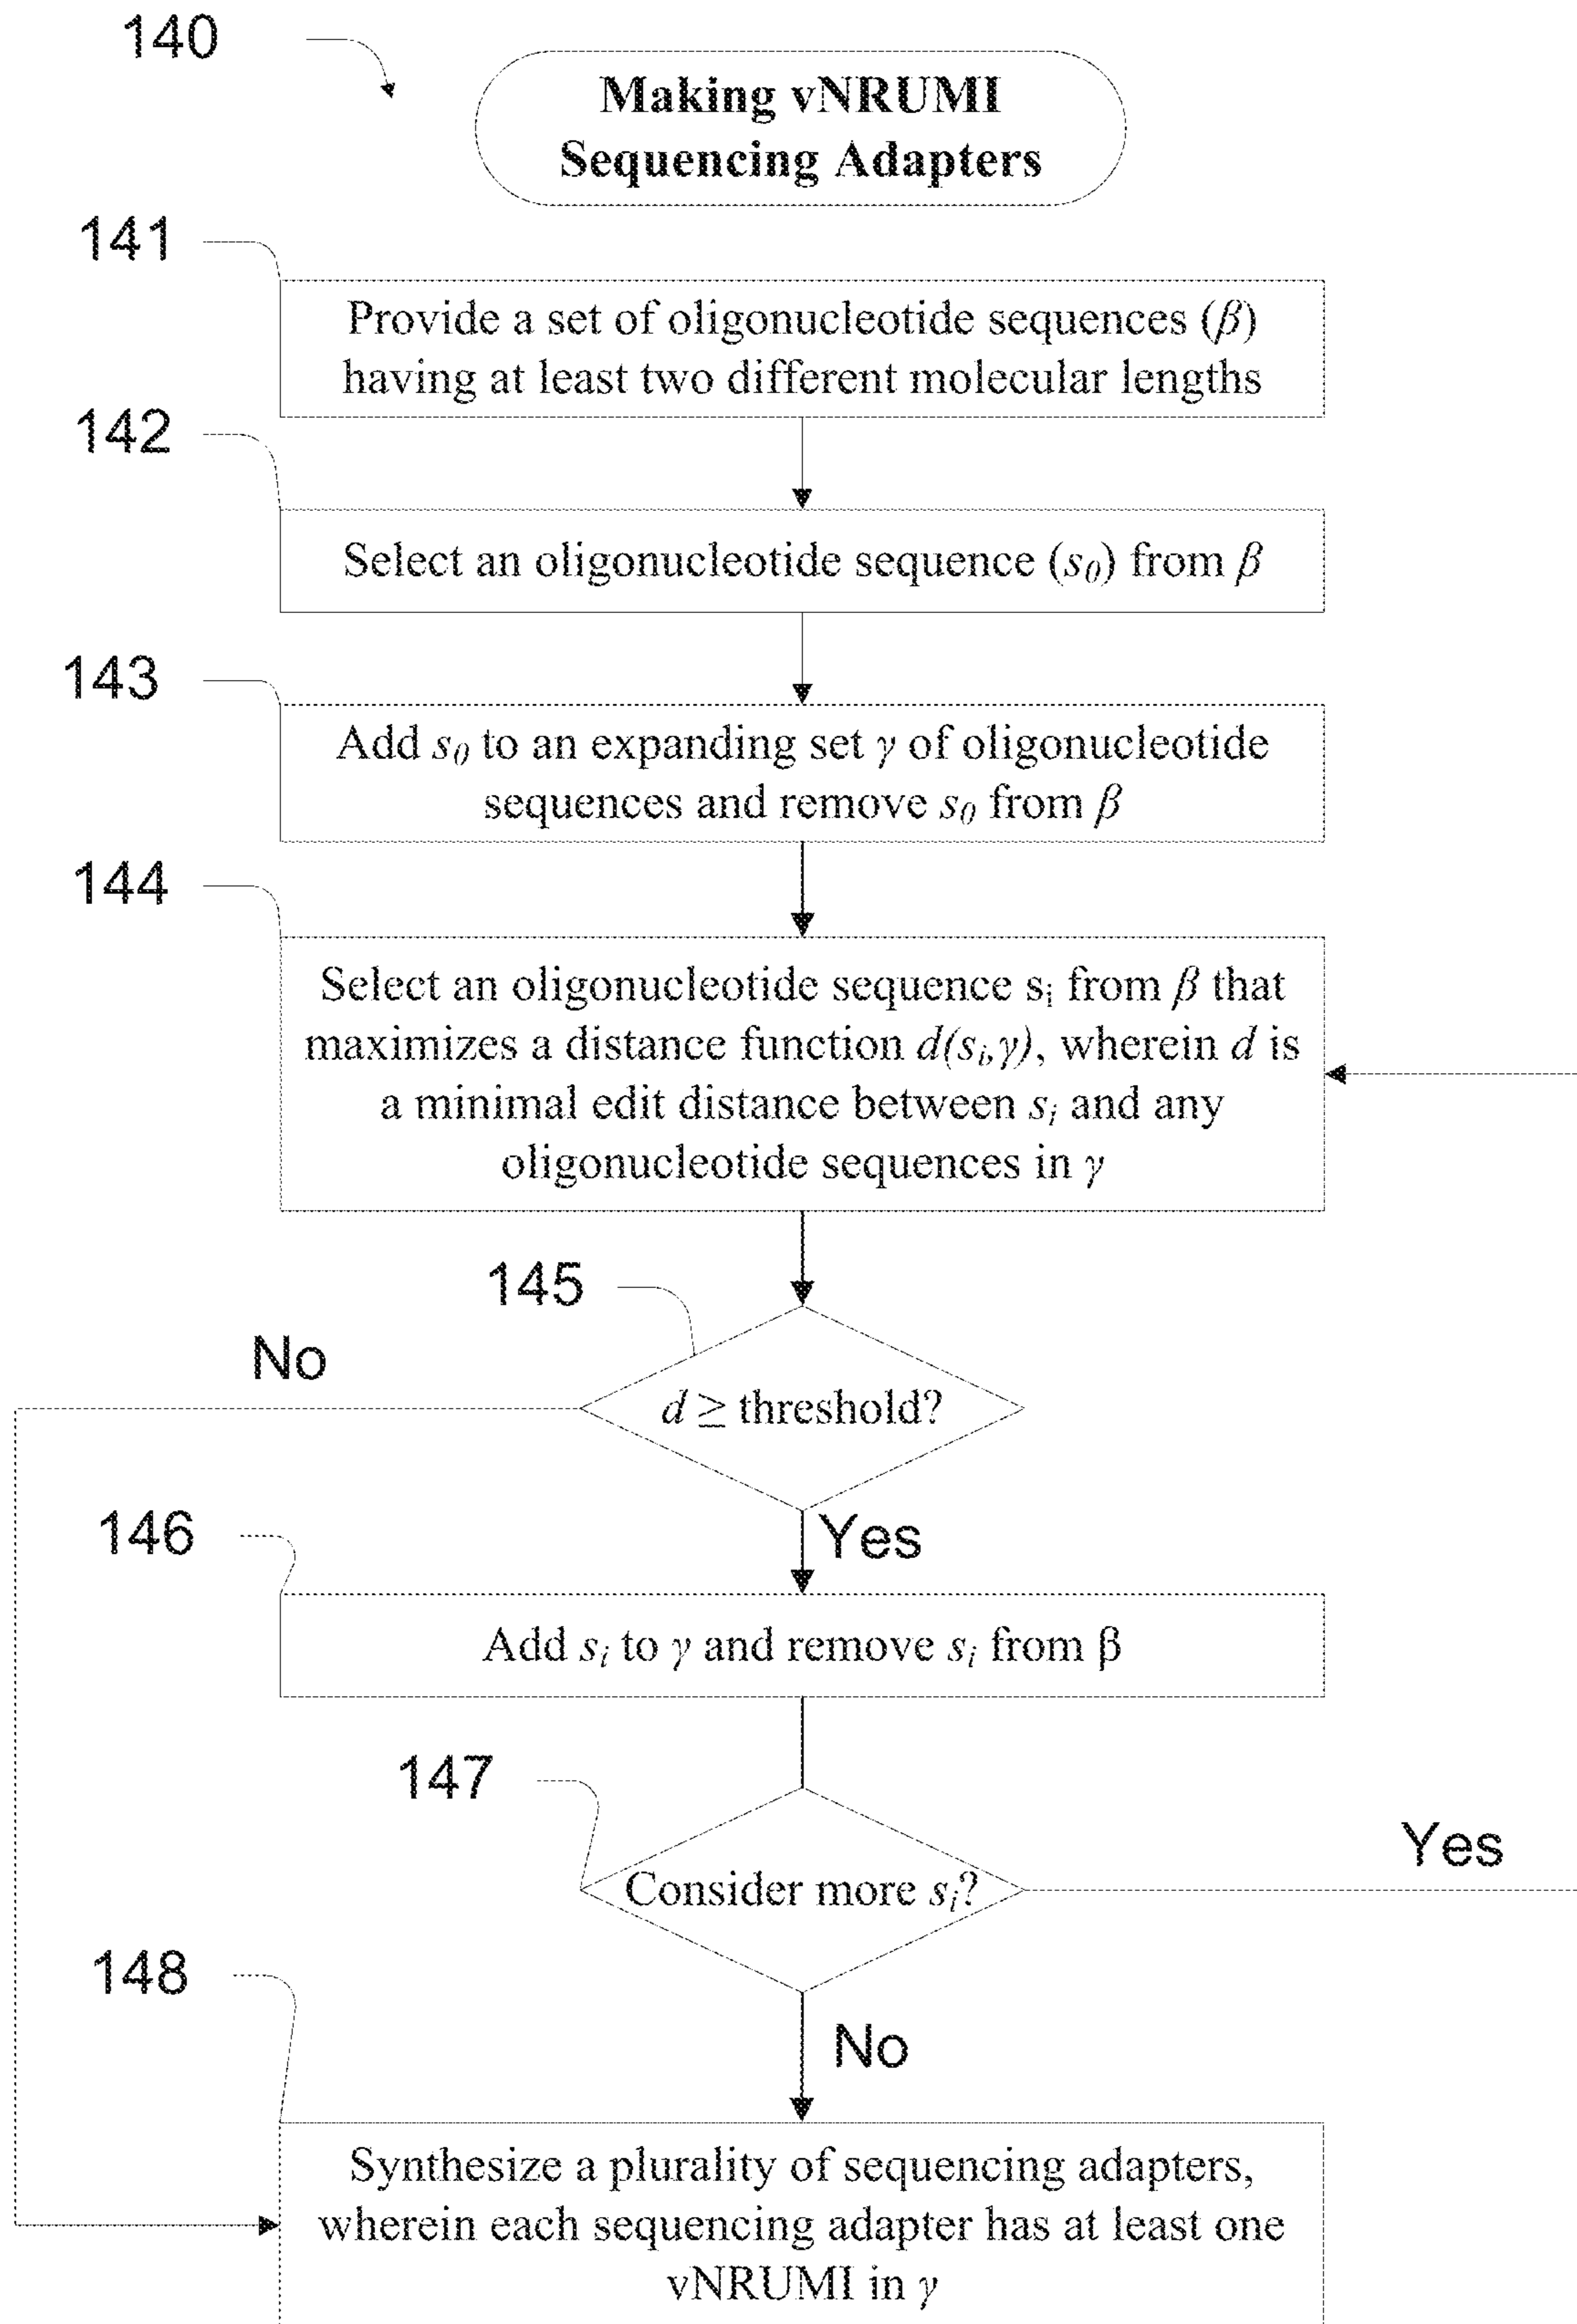 140
Making vNRUMI
Sequencing Adapters
141
Provide a set of oligonucleotide sequences (β)
having at least two different molecular lengths
142
Select an oligonucleotide sequence (s₀) from β
143
Add s₀ to an expanding set γ of oligonucleotide
sequences and remove s₀ from β
144
Select an oligonucleotide sequence sᵢ from β that
maximizes a distance function d(sᵢ,γ), wherein d is
a minimal edit distance between sᵢ and any
oligonucleotide sequences in γ
145
No
d ≥ threshold?
146
Yes
Add sᵢ to γ and remove sᵢ from β
147
Yes
Consider more sᵢ?
148
No
Synthesize a plurality of sequencing adapters,
wherein each sequencing adapter has at least one
vNRUMI in γ